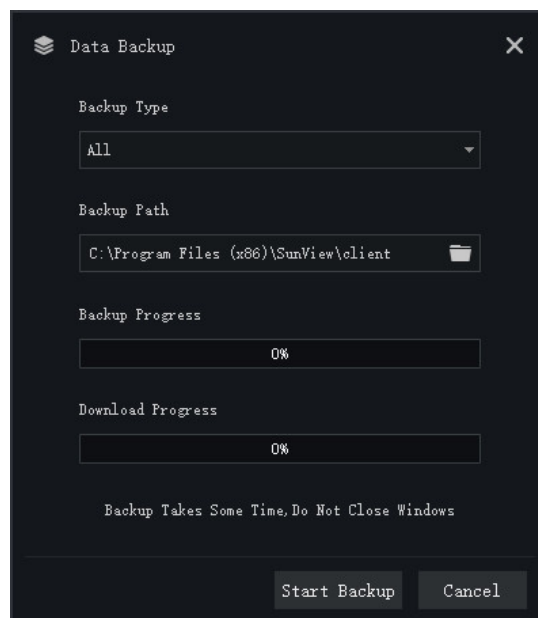 Data Backup
Backup Type
All
Backup Path
C:\Program Files (x86)\SunView\client
Backup Progress
0%
Download Progress
0%
Backup Takes Some Time,Do Not Close Windows
Start Backup Cancel